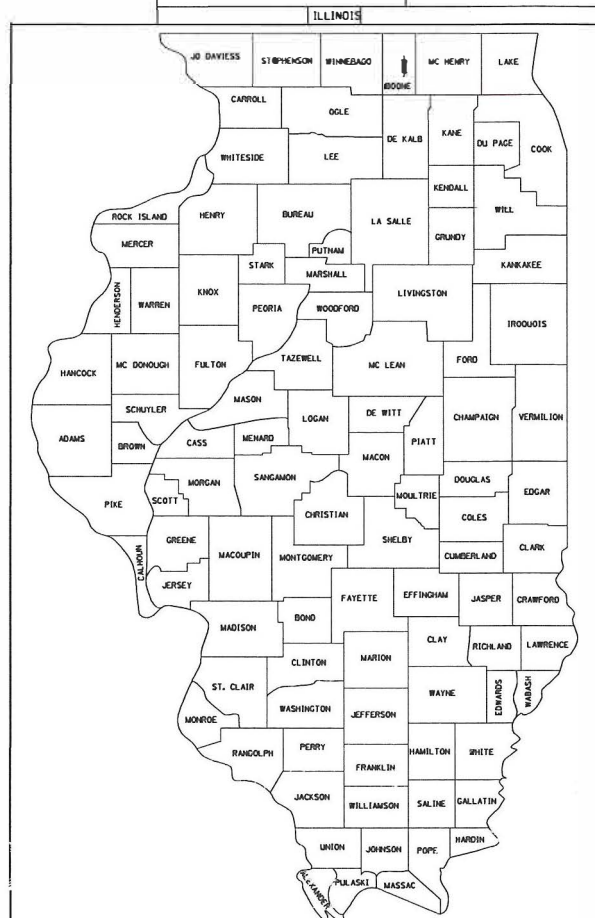 ILLINOIS
JO DAVIESS
STEPHENSON
WINNEBAGO
BOONE
MC HENRY
LAKE
CARROLL
OGLE
DE KALB
KANE
DU PAGE
COOK
WHITESIDE
LEE
KENDALL
WILL
ROCK ISLAND
HENRY
BUREAU
LA SALLE
GRUNDY
MERCER
PUTNAM
KANKAKEE
STARK
MARSHALL
HENDERSON
WARREN
KNOX
PEORIA
WOODFORD
LIVINGSTON
IROQUOIS
HANCOCK
MC DONOUGH
FULTON
TAZEWELL
MC LEAN
FORD
SCHUYLER
MASON
LOGAN
DE WITT
CHAMPAIGN
VERMILION
ADAMS
BROWN
CASS
MENARD
MACON
PIATT
PIKE
SCOTT
MORGAN
SANGAMON
CHRISTIAN
MOULTRIE
DOUGLAS
EDGAR
COLES
CALHOUN
GREENE
MACOUPIN
MONTGOMERY
SHELBY
CUMBERLAND
CLARK
JERSEY
FAYETTE
EFFINGHAM
JASPER
CRAWFORD
MADISON
BOND
CLAY
RICHLAND
LAWRENCE
CLINTON
MARION
ST. CLAIR
WAYNE
EDWARDS
WABASH
MONROE
WASHINGTON
JEFFERSON
RANDOLPH
PERRY
HAMILTON
WHITE
FRANKLIN
JACKSON
WILLIAMSON
SALINE
GALLATIN
UNION
JOHNSON
POPE
HARDIN
ALEXANDER
PULASKI
MASSAC